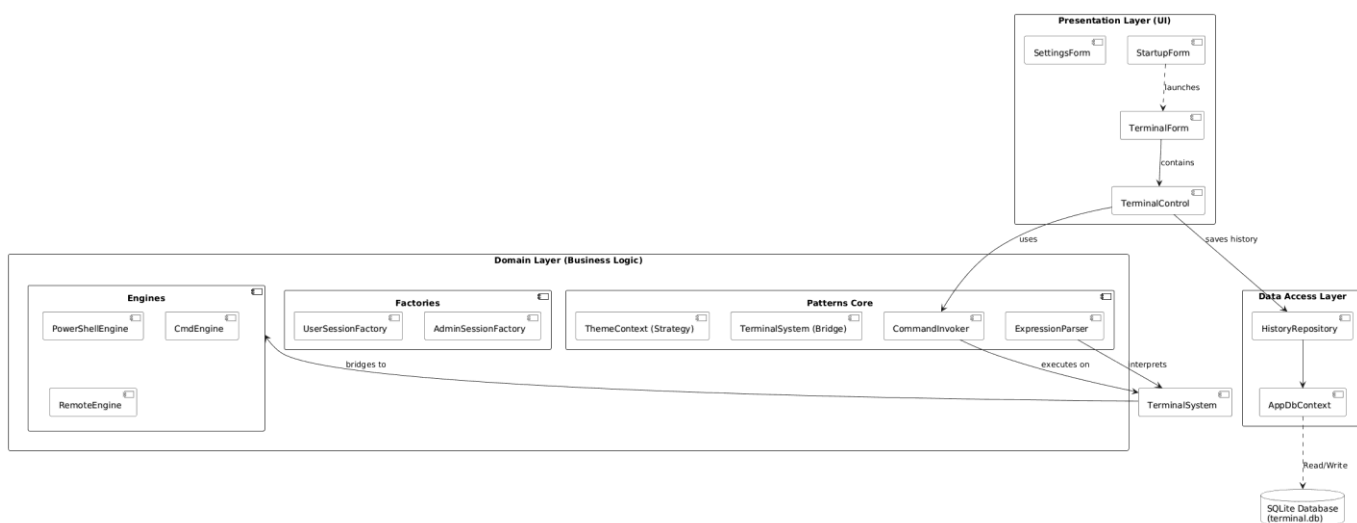 Presentation Layer (UI)
SettingsForm
StartupForm
launches
TerminalForm
contains
TerminalControl
uses
saves history
Domain Layer (Business Logic)
Engines
PowerShellEngine
CmdEngine
RemoteEngine
Factories
UserSessionFactory
AdminSessionFactory
Patterns Core
ThemeContext (Strategy)
TerminalSystem (Bridge)
CommandInvoker
ExpressionParser
bridges to
executes on
interprets
TerminalSystem
Data Access Layer
HistoryRepository
AppDbContext
Read/Write
SQLite Database
(terminal.db)